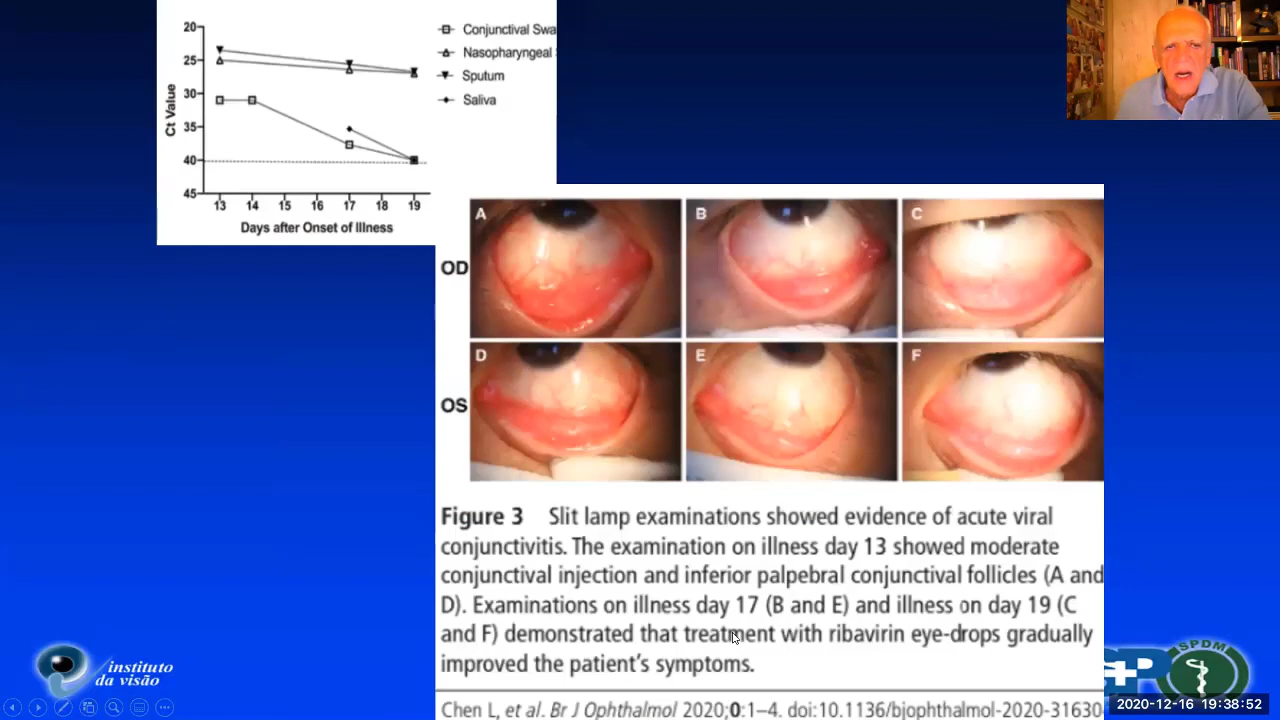 20
25
30
35
40
45
Ct Value
13 14 15 16 17 18 19
Days after Onset of Illness
Conjunctival Swa
Nasopharyngeal
Sputum
Saliva
A
B
C
OD
D
E
F
OS
Figure 3 Slit lamp examinations showed evidence of acute viral
conjunctivitis. The examination on illness day 13 showed moderate
conjunctival injection and inferior palpebral conjunctival follicles (A and
D). Examinations on illness day 17 (B and E) and illness on day 19 (C
and F) demonstrated that treatment with ribavirin eye-drops gradually
improved the patient's symptoms.
Chen L, et al. Br J Ophthalmol 2020;0:1–4. doi:10.1136/bjophthalmol-2020-31630
instituto
da visão
SPDM
2020-12-16 19:38:52